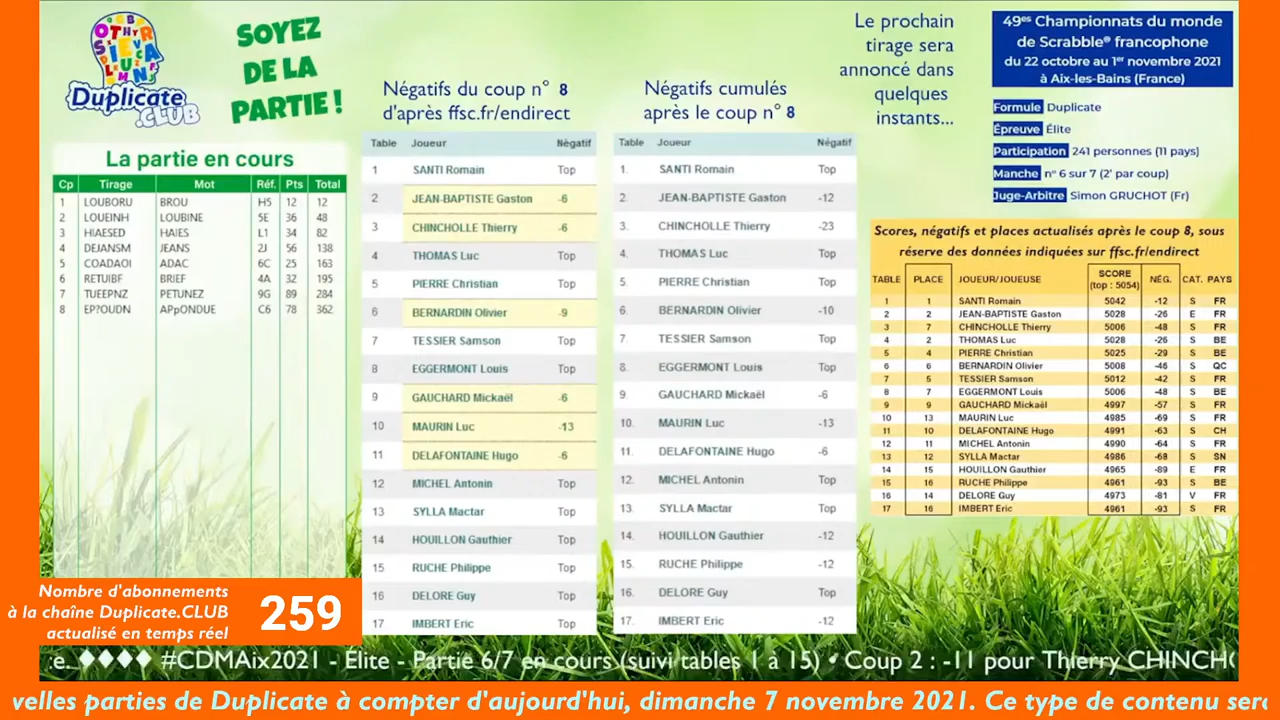 Duplicate
.CLUB
SOYEZ
DE LA
PARTIE !
La partie en cours
Cp Tirage Mot Réf. Pts Total
1 LOUBORU BROU H5 12 12
2 LOUEINH LOUBINE 5E 36 48
3 HIAESED HAIES L1 34 82
4 DEJANSM JEANS 2J 56 138
5 COADAOI ADAC 6C 25 163
6 RETUIBF BRIEF 4A 32 195
7 TUEEPNZ PETUNEZ 9G 89 284
8 EP?OUDN APpONDUE C6 78 362
Négatifs du coup n° 8
d'après ffsc.fr/endirect
Table Joueur Négatif
1 SANTI Romain Top
2 JEAN-BAPTISTE Gaston -6
3 CHINCHOLLE Thierry -6
4 THOMAS Luc Top
5 PIERRE Christian Top
6 BERNARDIN Olivier -9
7 TESSIER Samson Top
8 EGGERMONT Louis Top
9 GAUCHARD Mickaël -6
10 MAURIN Luc -13
11 DELAFONTAINE Hugo -6
12 MICHEL Antonin Top
13 SYLLA Mactar Top
14 HOUILLON Gauthier Top
15 RUCHE Philippe Top
16 DELORE Guy Top
17 IMBERT Eric Top
Négatifs cumulés
après le coup n° 8
Table Joueur Négatif
1. SANTI Romain Top
2. JEAN-BAPTISTE Gaston -12
3. CHINCHOLLE Thierry -23
4. THOMAS Luc Top
5. PIERRE Christian Top
6. BERNARDIN Olivier -10
7. TESSIER Samson Top
8. EGGERMONT Louis Top
9. GAUCHARD Mickaël -6
10. MAURIN Luc -13
11. DELAFONTAINE Hugo -6
12. MICHEL Antonin Top
13. SYLLA Mactar Top
14. HOUILLON Gauthier -12
15. RUCHE Philippe -12
16. DELORE Guy Top
17. IMBERT Eric -12
Le prochain
tirage sera
annoncé dans
quelques
instants...
49es Championnats du monde
de Scrabble® francophone
du 22 octobre au 1er novembre 2021
à Aix-les-Bains (France)
Formule Duplicate
Épreuve Élite
Participation 241 personnes (11 pays)
Manche n° 6 sur 7 (2' par coup)
Juge-Arbitre Simon GRUCHOT (Fr)
Scores, négatifs et places actualisés après le coup 8, sous
réserve des données indiquées sur ffsc.fr/endirect
TABLE PLACE JOUEUR/JOUEUSE SCORE (top : 5054) NÉG. CAT. PAYS
1 1 SANTI Romain 5042 -12 S FR
2 2 JEAN-BAPTISTE Gaston 5028 -26 E FR
3 7 CHINCHOLLE Thierry 5006 -48 S FR
4 2 THOMAS Luc 5028 -26 S BE
5 4 PIERRE Christian 5025 -29 S BE
6 6 BERNARDIN Olivier 5008 -46 S QC
7 5 TESSIER Samson 5012 -42 S FR
8 7 EGGERMONT Louis 5006 -48 S BE
9 9 GAUCHARD Mickaël 4997 -57 S FR
10 13 MAURIN Luc 4985 -69 S FR
11 10 DELAFONTAINE Hugo 4991 -63 S CH
12 11 MICHEL Antonin 4990 -64 S FR
13 12 SYLLA Mactar 4986 -68 S SN
14 15 HOUILLON Gauthier 4965 -89 E FR
15 16 RUCHE Philippe 4961 -93 S BE
16 14 DELORE Guy 4973 -81 V FR
17 16 IMBERT Eric 4961 -93 S FR
Nombre d'abonnements
à la chaîne Duplicate.CLUB
actualisé en temps réel
259
te. ♦♦♦♦ #CDMAix2021 - Élite - Partie 6/7 en cours (suivi tables 1 à 15) • Coup 2 : -11 pour Thierry CHINCHO
velles parties de Duplicate à compter d'aujourd'hui, dimanche 7 novembre 2021. Ce type de contenu sera